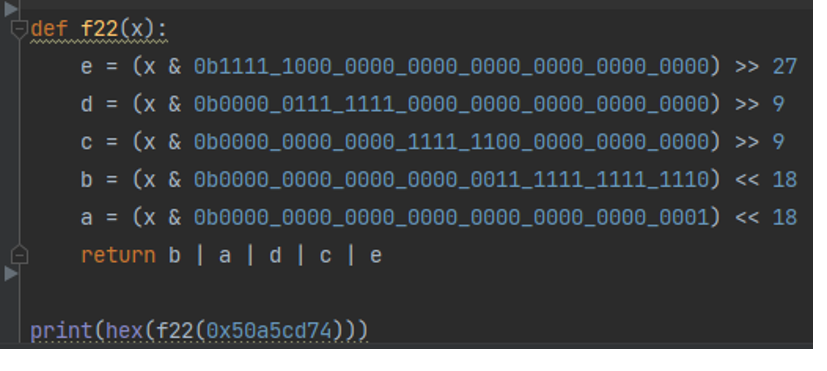 def f22(x):
    e = (x & 0b1111_1000_0000_0000_0000_0000_0000_0000) >> 27
    d = (x & 0b0000_0111_1111_0000_0000_0000_0000_0000) >> 9
    c = (x & 0b0000_0000_0000_1111_1100_0000_0000_0000) >> 9
    b = (x & 0b0000_0000_0000_0000_0011_1111_1111_1110) << 18
    a = (x & 0b0000_0000_0000_0000_0000_0000_0000_0001) << 18
    return b | a | d | c | e
print(hex(f22(0x50a5cd74)))